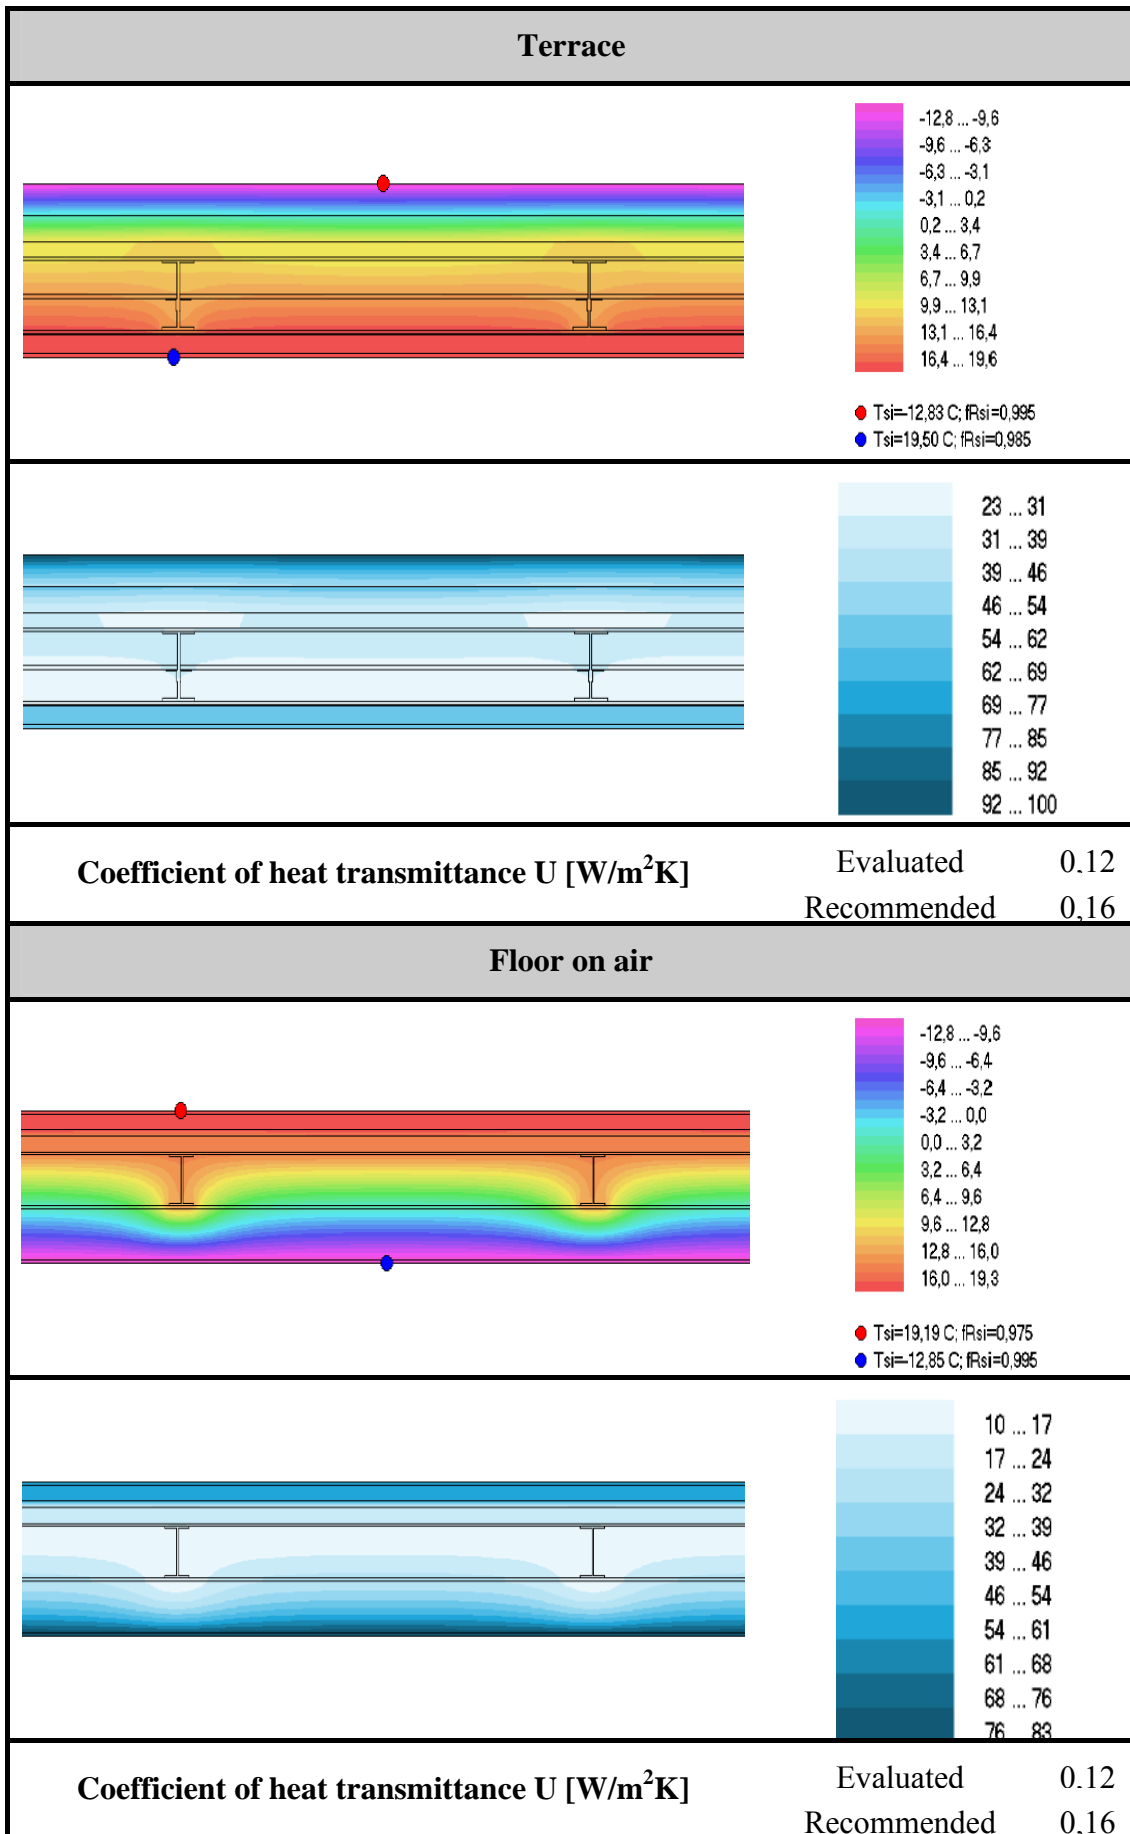 Terrace
-12,8 ... -9,6
-9,6 ... -6,3
-6,3 ... -3,1
-3,1 ... 0,2
0,2 ... 3,4
3,4 ... 6,7
6,7 ... 9,9
9,9 ... 13,1
13,1 ... 16,4
16,4 ... 19,6
Tsi=-12,83 C; fRsi=0,995
Tsi=19,50 C; fRsi=0,985
23 ... 31
31 ... 39
39 ... 46
46 ... 54
54 ... 62
62 ... 69
69 ... 77
77 ... 85
85 ... 92
92 ... 100
Coefficient of heat transmittance U [W/m²K]
Evaluated 0,12
Recommended 0,16
Floor on air
-12,8 ... -9,6
-9,6 ... -6,4
-6,4 ... -3,2
-3,2 ... 0,0
0,0 ... 3,2
3,2 ... 6,4
6,4 ... 9,6
9,6 ... 12,8
12,8 ... 16,0
16,0 ... 19,3
Tsi=19,19 C; fRsi=0,975
Tsi=-12,85 C; fRsi=0,995
10 ... 17
17 ... 24
24 ... 32
32 ... 39
39 ... 46
46 ... 54
54 ... 61
61 ... 68
68 ... 76
76 ... 83
Coefficient of heat transmittance U [W/m²K]
Evaluated 0,12
Recommended 0,16